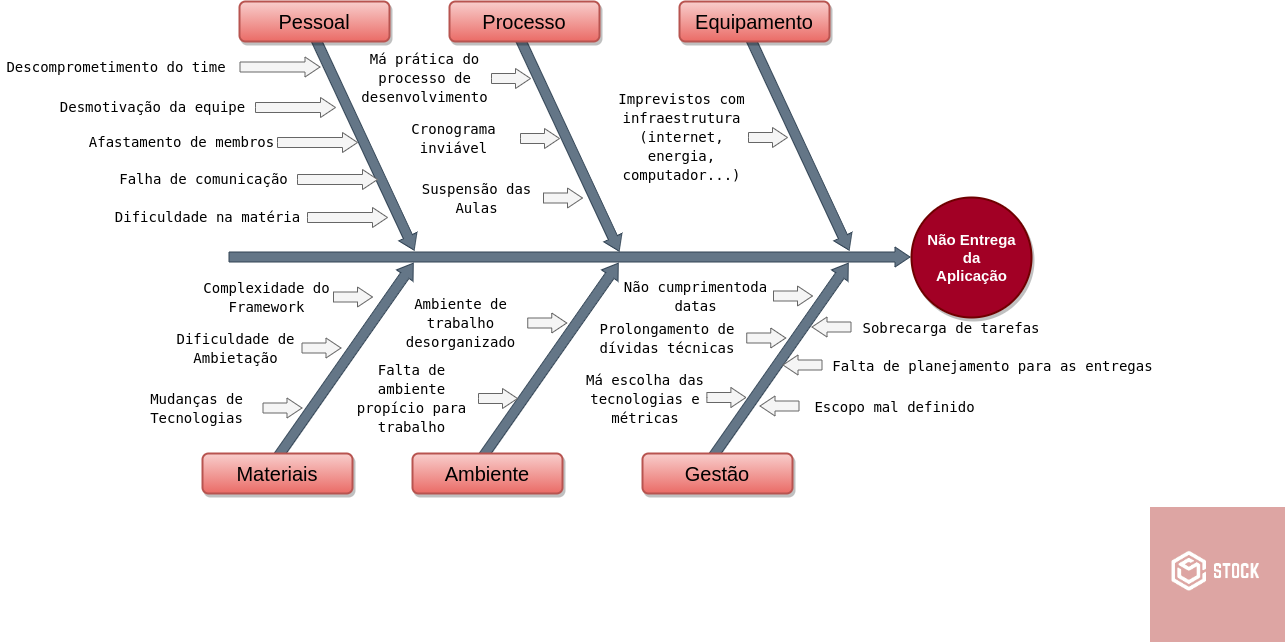 Pessoal
Processo
Equipamento
Descomprometimento do time
Desmotivação da equipe
Afastamento de membros
Falha de comunicação
Dificuldade na matéria
Má prática do
processo de
desenvolvimento
Cronograma
inviável
Suspensão das
Aulas
Imprevistos com
infraestrutura
(internet,
energia,
computador...)
Não Entrega
da
Aplicação
Complexidade do
Framework
Dificuldade de
Ambietação
Mudanças de
Tecnologias
Ambiente de
trabalho
desorganizado
Falta de
ambiente
propício para
trabalho
Não cumprimentoda
datas
Prolongamento de
dívidas técnicas
Má escolha das
tecnologias e
métricas
Sobrecarga de tarefas
Falta de planejamento para as entregas
Escopo mal definido
Materiais
Ambiente
Gestão
STOCK